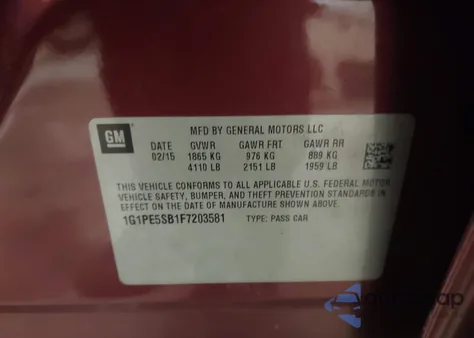 GM
MFD BY GENERAL MOTORS LLC
DATE GVWR GAWR FRT GAWR RR
02/15 1865 KG 976 KG 889 KG
4110 LB 2151 LB 1959 LB
THIS VEHICLE CONFORMS TO ALL APPLICABLE U.S. FEDERAL MOTOR
VEHICLE SAFETY, BUMPER, AND THEFT PREVENTION STANDARDS IN
EFFECT ON THE DATE OF MANUFACTURE SHOWN ABOVE.
1G1PE5SB1F7203581 TYPE: PASS CAR